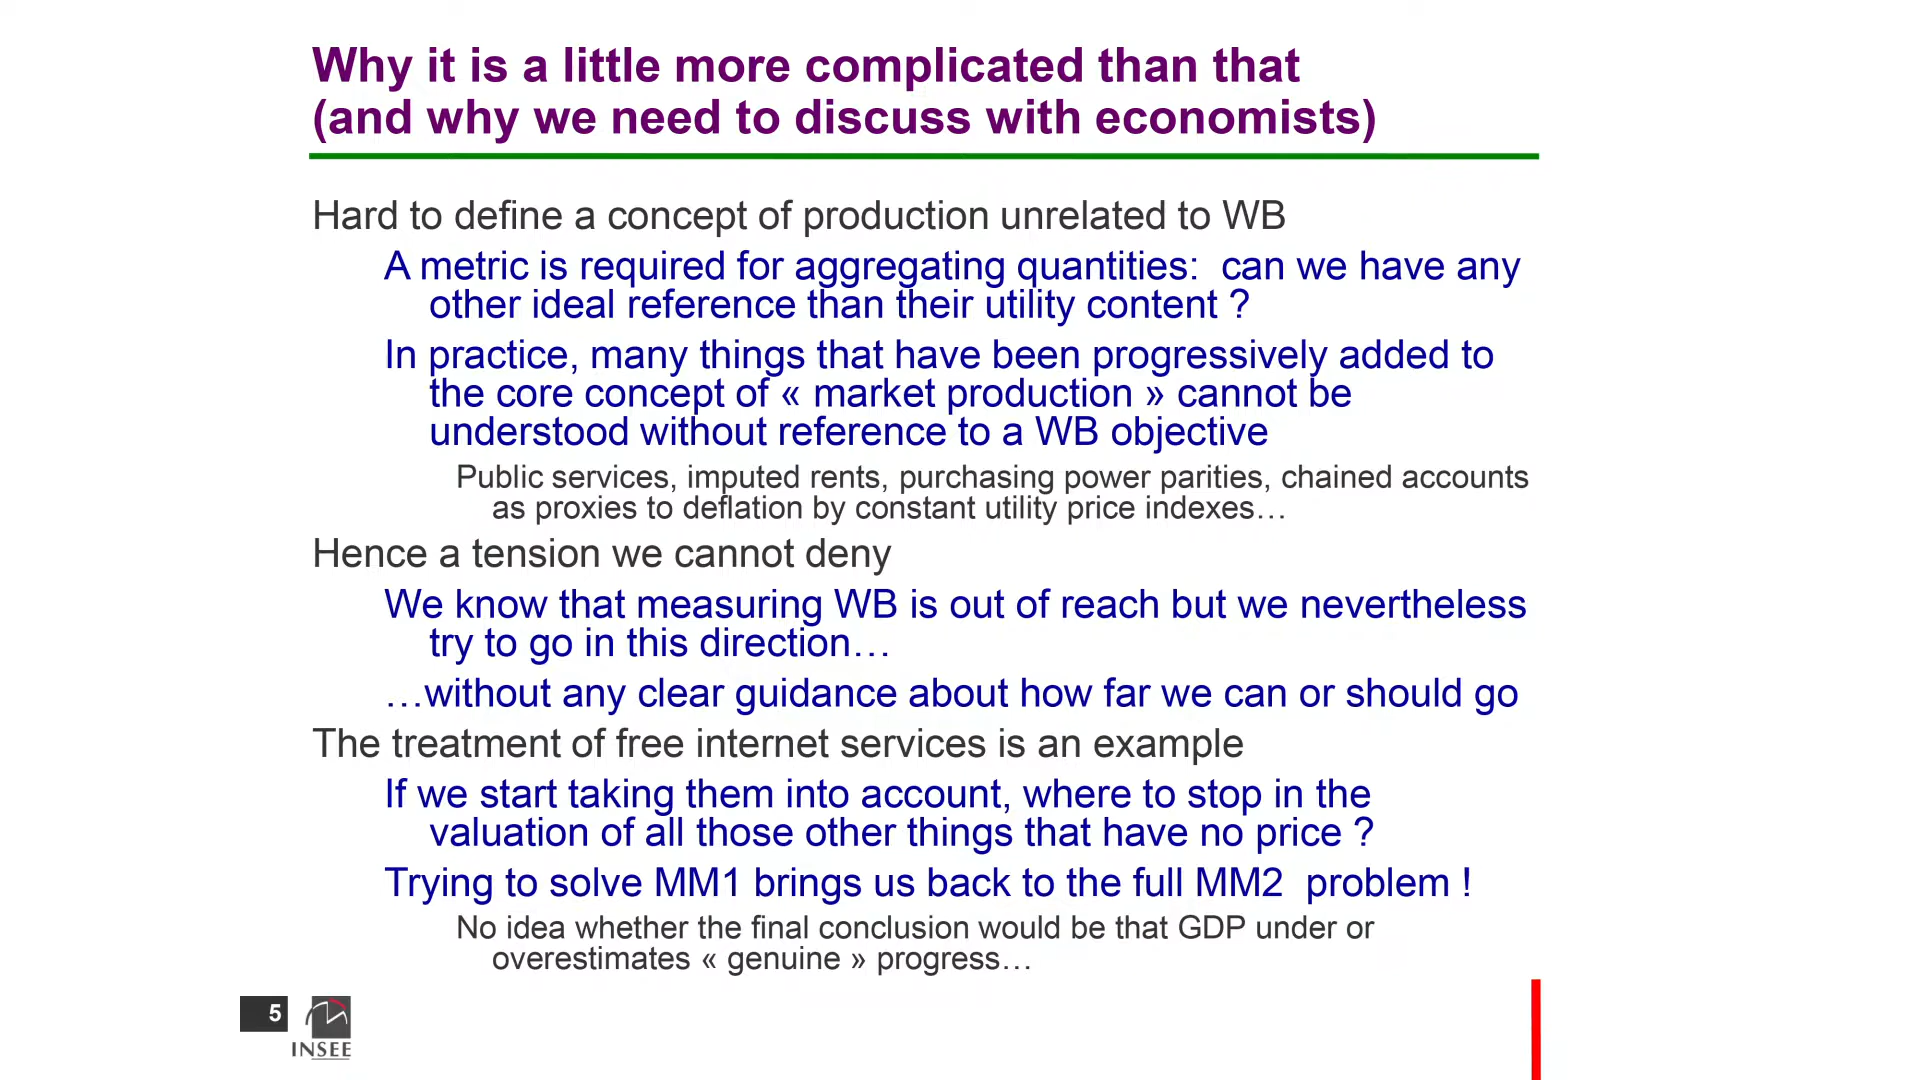 Why it is a little more complicated than that
(and why we need to discuss with economists)
Hard to define a concept of production unrelated to WB
A metric is required for aggregating quantities:  can we have any
other ideal reference than their utility content ?
In practice, many things that have been progressively added to
the core concept of « market production » cannot be
understood without reference to a WB objective
Public services, imputed rents, purchasing power parities, chained accounts
as proxies to deflation by constant utility price indexes…
Hence a tension we cannot deny
We know that measuring WB is out of reach but we nevertheless
try to go in this direction…
…without any clear guidance about how far we can or should go
The treatment of free internet services is an example
If we start taking them into account, where to stop in the
valuation of all those other things that have no price ?
Trying to solve MM1 brings us back to the full MM2  problem !
No idea whether the final conclusion would be that GDP under or
overestimates « genuine » progress…
5
INSEE